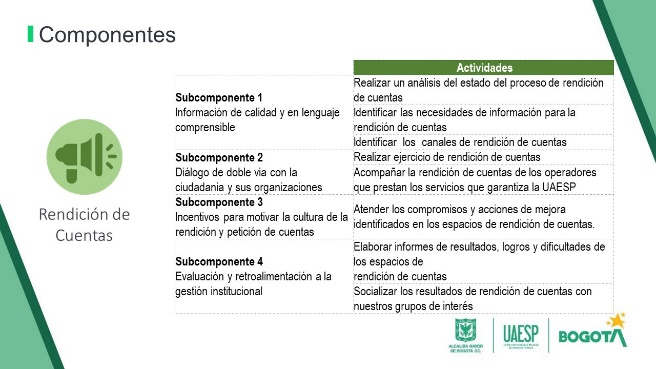 Componentes
Actividades
Subcomponente 1
Información de calidad y en lenguaje
comprensible
Realizar un análisis del estado del proceso de rendición
de cuentas
Identificar las necesidades de información para la
rendición de cuentas
Identificar los canales de rendición de cuentas
Subcomponente 2
Diálogo de doble via con la
ciudadanía y sus organizaciones
Realizar ejercicio de rendición de cuentas
Acompañar la rendición de cuentas de los operadores
que prestan los servicios que garantiza la UAESP
Subcomponente 3
Incentivos para motivar la cultura de la
rendición y petición de cuentas
Atender los compromisos y acciones de mejora
identificados en los espacios de rendición de cuentas.
Subcomponente 4
Evaluación y retroalimentación a la
gestión institucional
Elaborar informes de resultados, logros y dificultades de
los espacios de
rendición de cuentas
Socializar los resultados de rendición de cuentas con
nuestros grupos de interés
Rendición de
Cuentas
ALCALDÍA MAYOR
DE BOGOTÁ D.C.
UAESP
BOGOTÁ